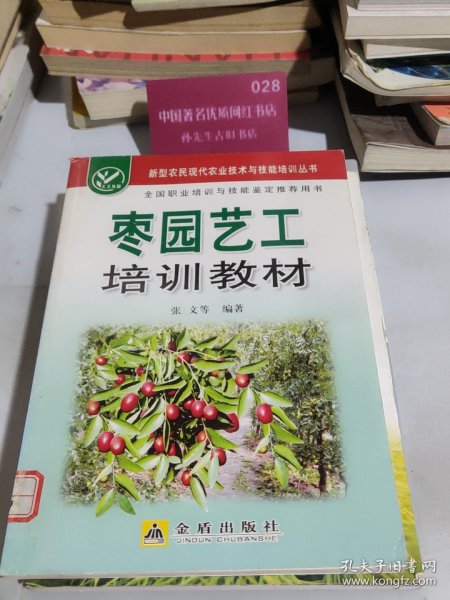 028
中国著名优质网红书店
孙先生古旧书店
新型农民现代农业技术与技能培训丛书
全国职业培训与技能鉴定推荐用书
枣园艺工
培训教材
张 文等 编著
金盾出版社
JINDUN CHUBANSHE
孔夫子旧书网
www.kongfz.com